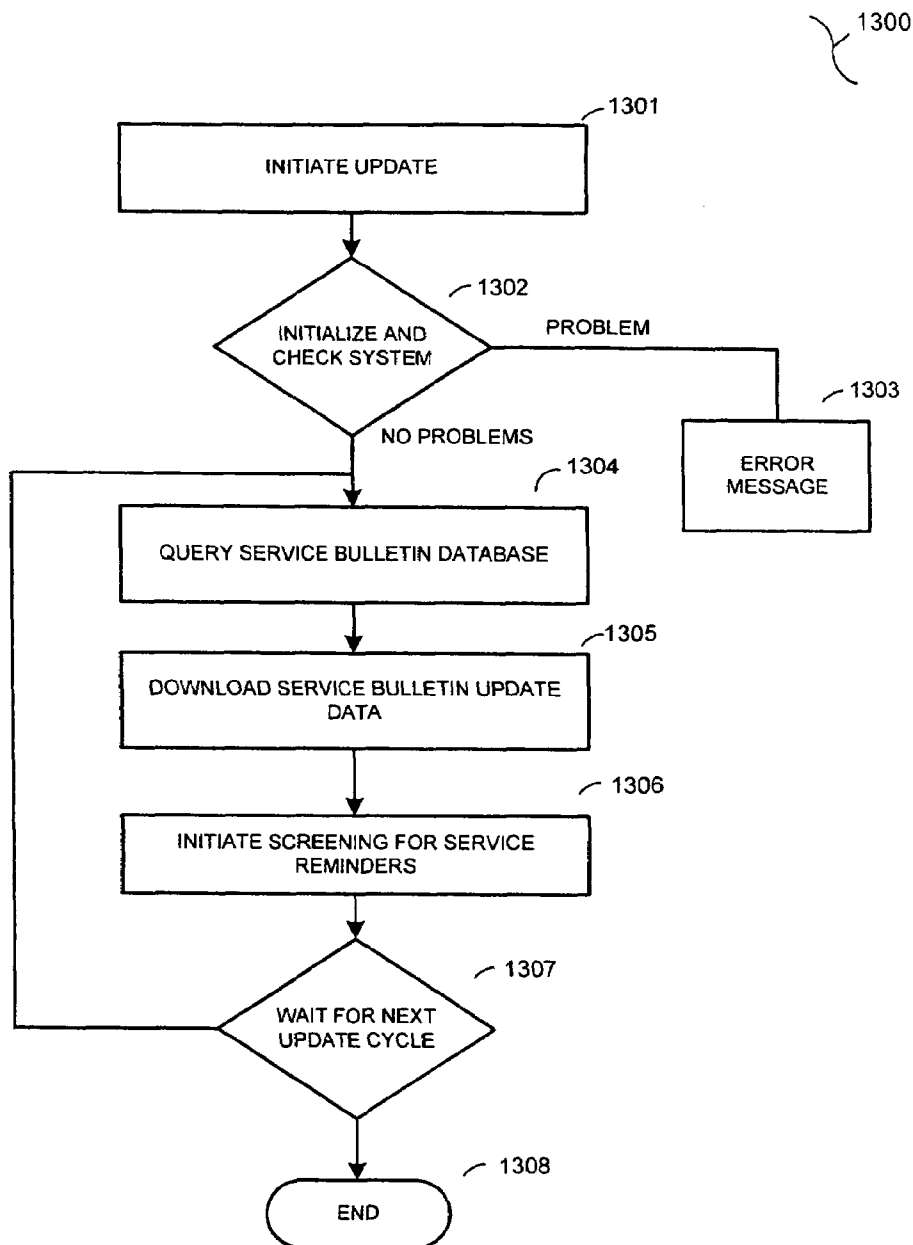 1300
1301
INITIATE UPDATE
1302
INITIALIZE AND
CHECK SYSTEM
PROBLEM
1303
ERROR
MESSAGE
NO PROBLEMS
1304
QUERY SERVICE BULLETIN DATABASE
1305
DOWNLOAD SERVICE BULLETIN UPDATE
DATA
1306
INITIATE SCREENING FOR SERVICE
REMINDERS
1307
WAIT FOR NEXT
UPDATE CYCLE
1308
END